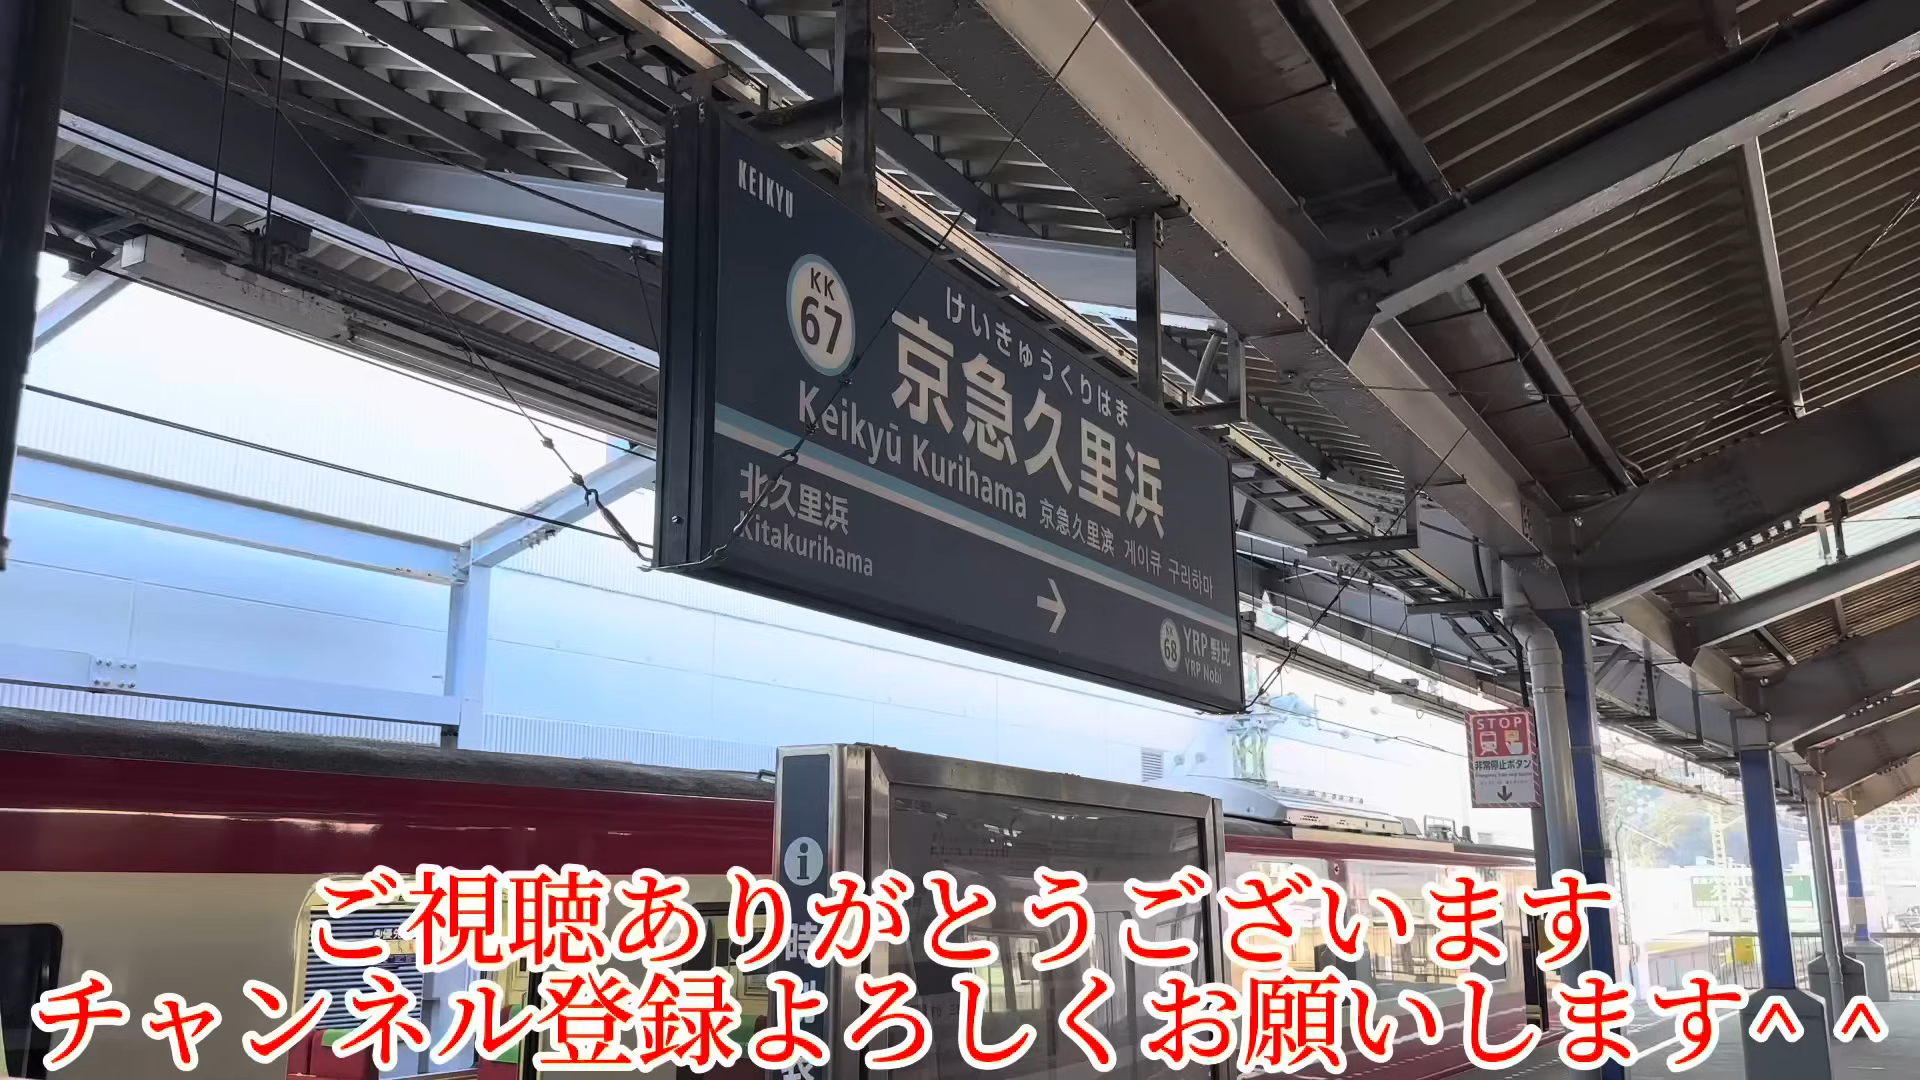 KEIKYU
KK
67
けいきゅうくりはま
京急久里浜
Keikyū Kurihama
京急久里滨 게이큐 구리하마
北久里浜
Kitakurihama
→
68
YRP 野比
YRP Nobi
STOP
非常停止ボタン
↓
i
時
ご視聴ありがとうございます
チャンネル登録よろしくお願いします^ ^